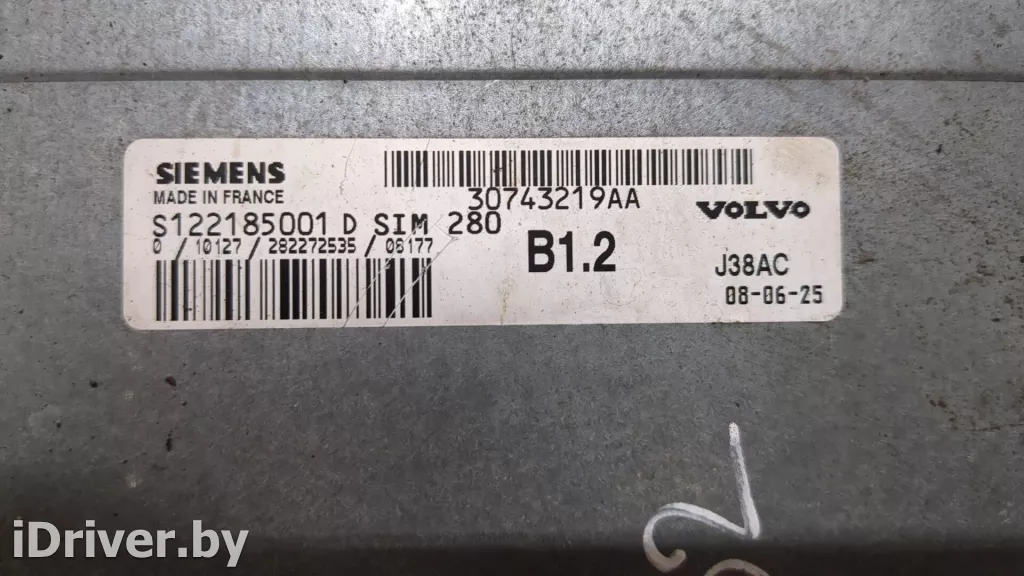 SIEMENS
MADE IN FRANCE
30743219AA
VOLVO
S122185001 D SIM 280
0 / 10127 / 282272535 / 06177
B1.2
J38AC
08-06-25
iDriver.by